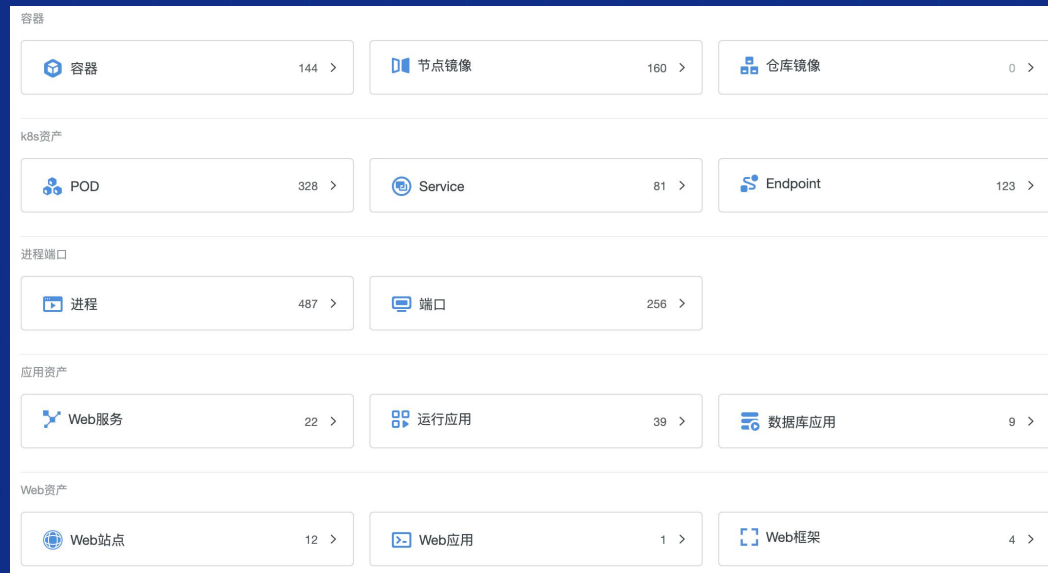 容器
容器 144
节点镜像 160
仓库镜像 0
k8s资产
POD 328
Service 81
Endpoint 123
进程端口
进程 487
端口 256
应用资产
Web服务 22
运行应用 39
数据库应用 9
Web资产
Web站点 12
Web应用 1
Web框架 4